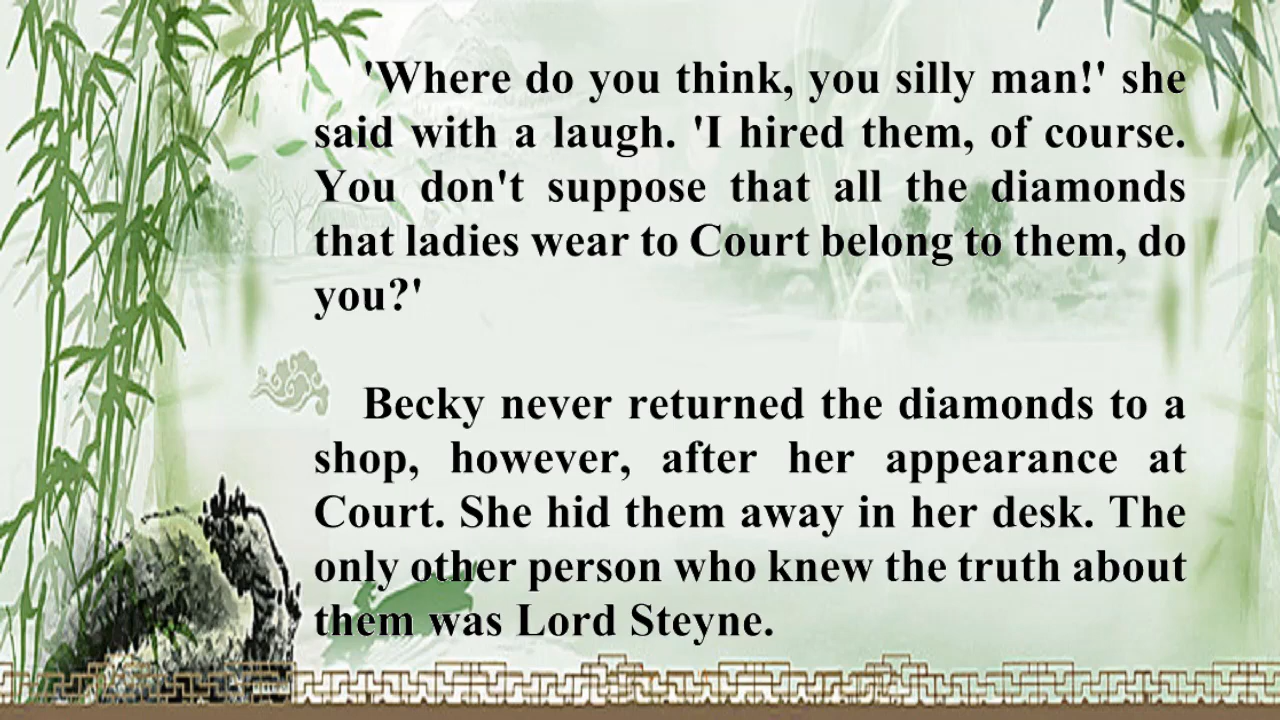 'Where do you think, you silly man!' she
said with a laugh. 'I hired them, of course.
You don't suppose that all the diamonds
that ladies wear to Court belong to them, do
you?'
Becky never returned the diamonds to a
shop, however, after her appearance at
Court. She hid them away in her desk. The
only other person who knew the truth about
them was Lord Steyne.